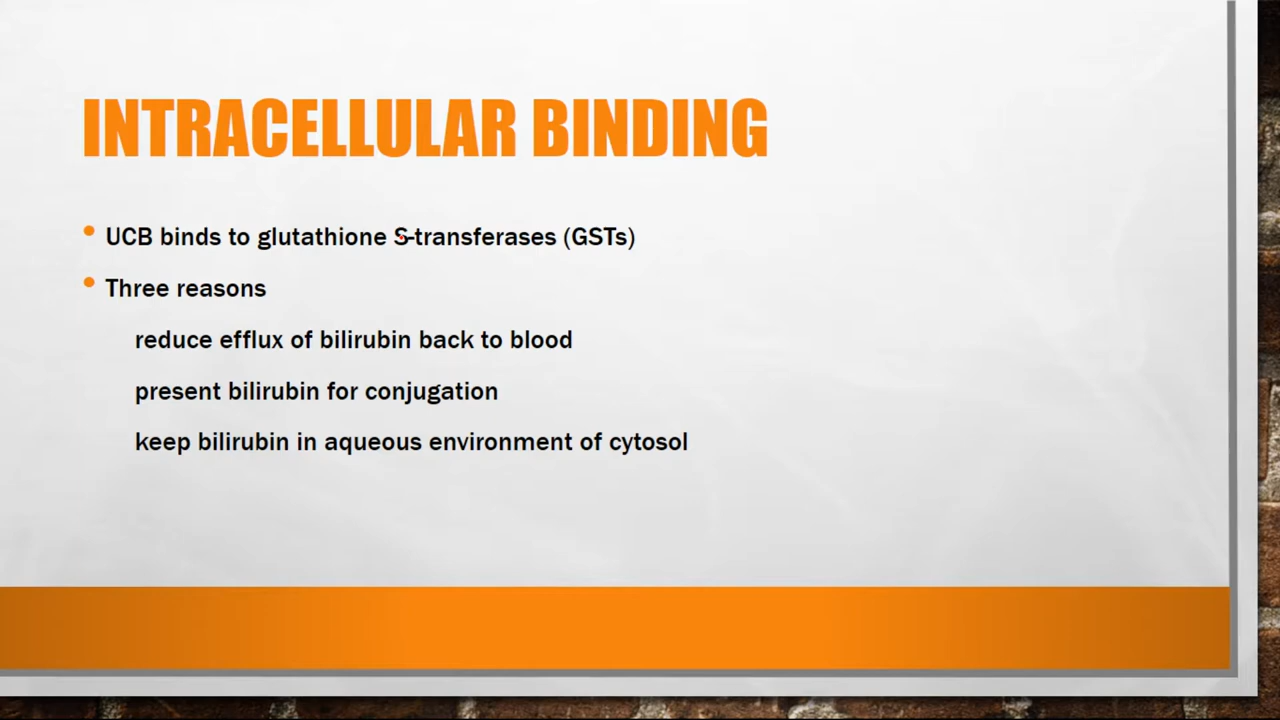 INTRACELLULAR BINDING
• UCB binds to glutathione S-transferases (GSTs)
• Three reasons
reduce efflux of bilirubin back to blood
present bilirubin for conjugation
keep bilirubin in aqueous environment of cytosol